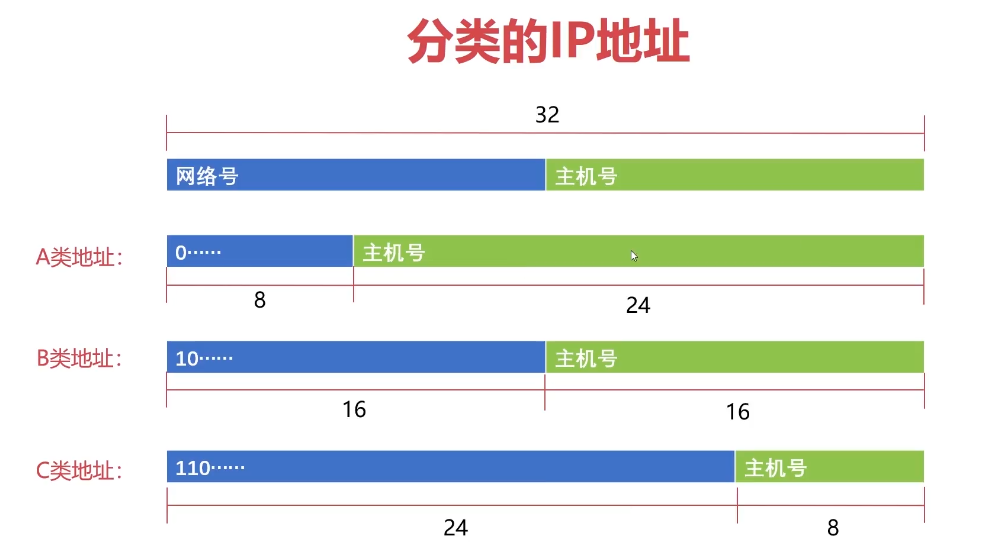 分类的IP地址
32
网络号 主机号
A类地址： 0…… 主机号
8 24
B类地址： 10…… 主机号
16 16
C类地址： 110…… 主机号
24 8